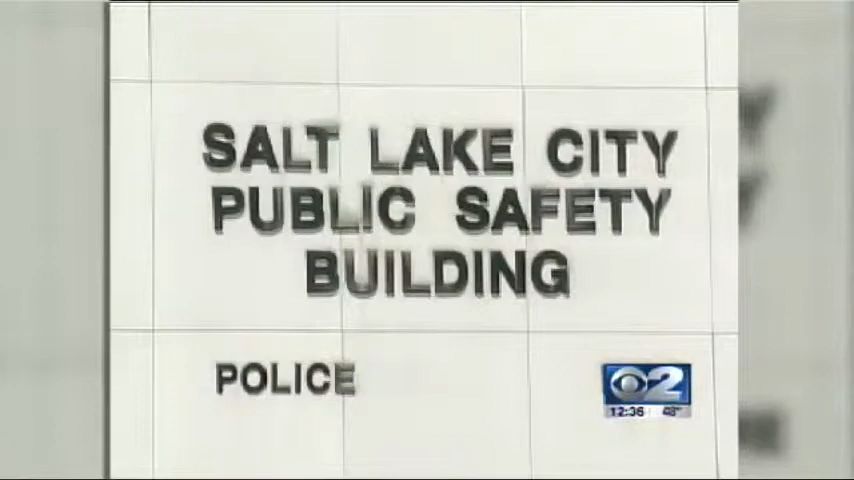 SALT LAKE CITY
PUBLIC SAFETY
BUILDING
POLICE
2
12:36 48°